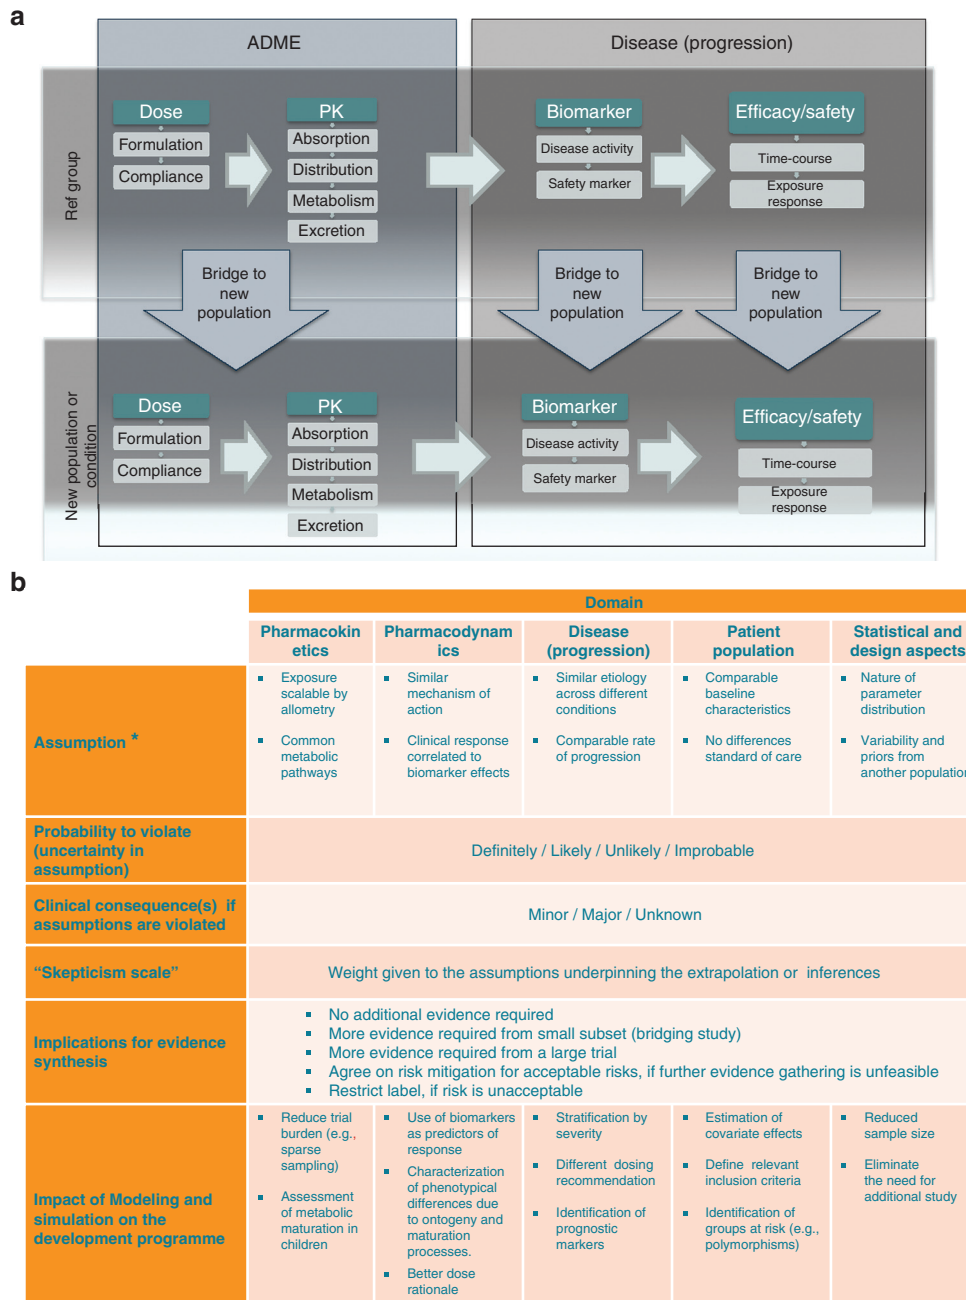 a
ADME
Disease (progression)
Ref group
Dose
Formulation
Compliance
PK
Absorption
Distribution
Metabolism
Excretion
Biomarker
Disease activity
Safety marker
Efficacy/safety
Time-course
Exposure
response
Bridge to
new
population
Bridge to
new
population
Bridge to
new
population
New population or
condition
Dose
Formulation
Compliance
PK
Absorption
Distribution
Metabolism
Excretion
Biomarker
Disease activity
Safety marker
Efficacy/safety
Time-course
Exposure
response
b
Domain
Pharmacokin
etics
Pharmacodynam
ics
Disease
(progression)
Patient
population
Statistical and
design aspects
Assumption *
▪ Exposure
scalable by
allometry
▪ Common
metabolic
pathways
▪ Similar
mechanism of
action
▪ Clinical response
correlated to
biomarker effects
▪ Similar etiology
across different
conditions
▪ Comparable rate
of progression
▪ Comparable
baseline
characteristics
▪ No differences
standard of care
▪ Nature of
parameter
distribution
▪ Variability and
priors from
another population
Probability to violate
(uncertainty in
assumption)
Definitely / Likely / Unlikely / Improbable
Clinical consequence(s) if
assumptions are violated
Minor / Major / Unknown
“Skepticism scale”
Weight given to the assumptions underpinning the extrapolation or inferences
Implications for evidence
synthesis
▪ No additional evidence required
▪ More evidence required from small subset (bridging study)
▪ More evidence required from a large trial
▪ Agree on risk mitigation for acceptable risks, if further evidence gathering is unfeasible
▪ Restrict label, if risk is unacceptable
Impact of Modeling and
simulation on the
development programme
▪ Reduce trial
burden (e.g.,
sparse
sampling)
▪ Assessment
of metabolic
maturation in
children
▪ Use of biomarkers
as predictors of
response
▪ Characterization
of phenotypical
differences due
to ontogeny and
maturation
processes.
▪ Better dose
rationale
▪ Stratification by
severity
▪ Different dosing
recommendation
▪ Identification of
prognostic
markers
▪ Estimation of
covariate effects
▪ Define relevant
inclusion criteria
▪ Identification of
groups at risk (e.g.,
polymorphisms)
▪ Reduced
sample size
▪ Eliminate
the need for
additional study